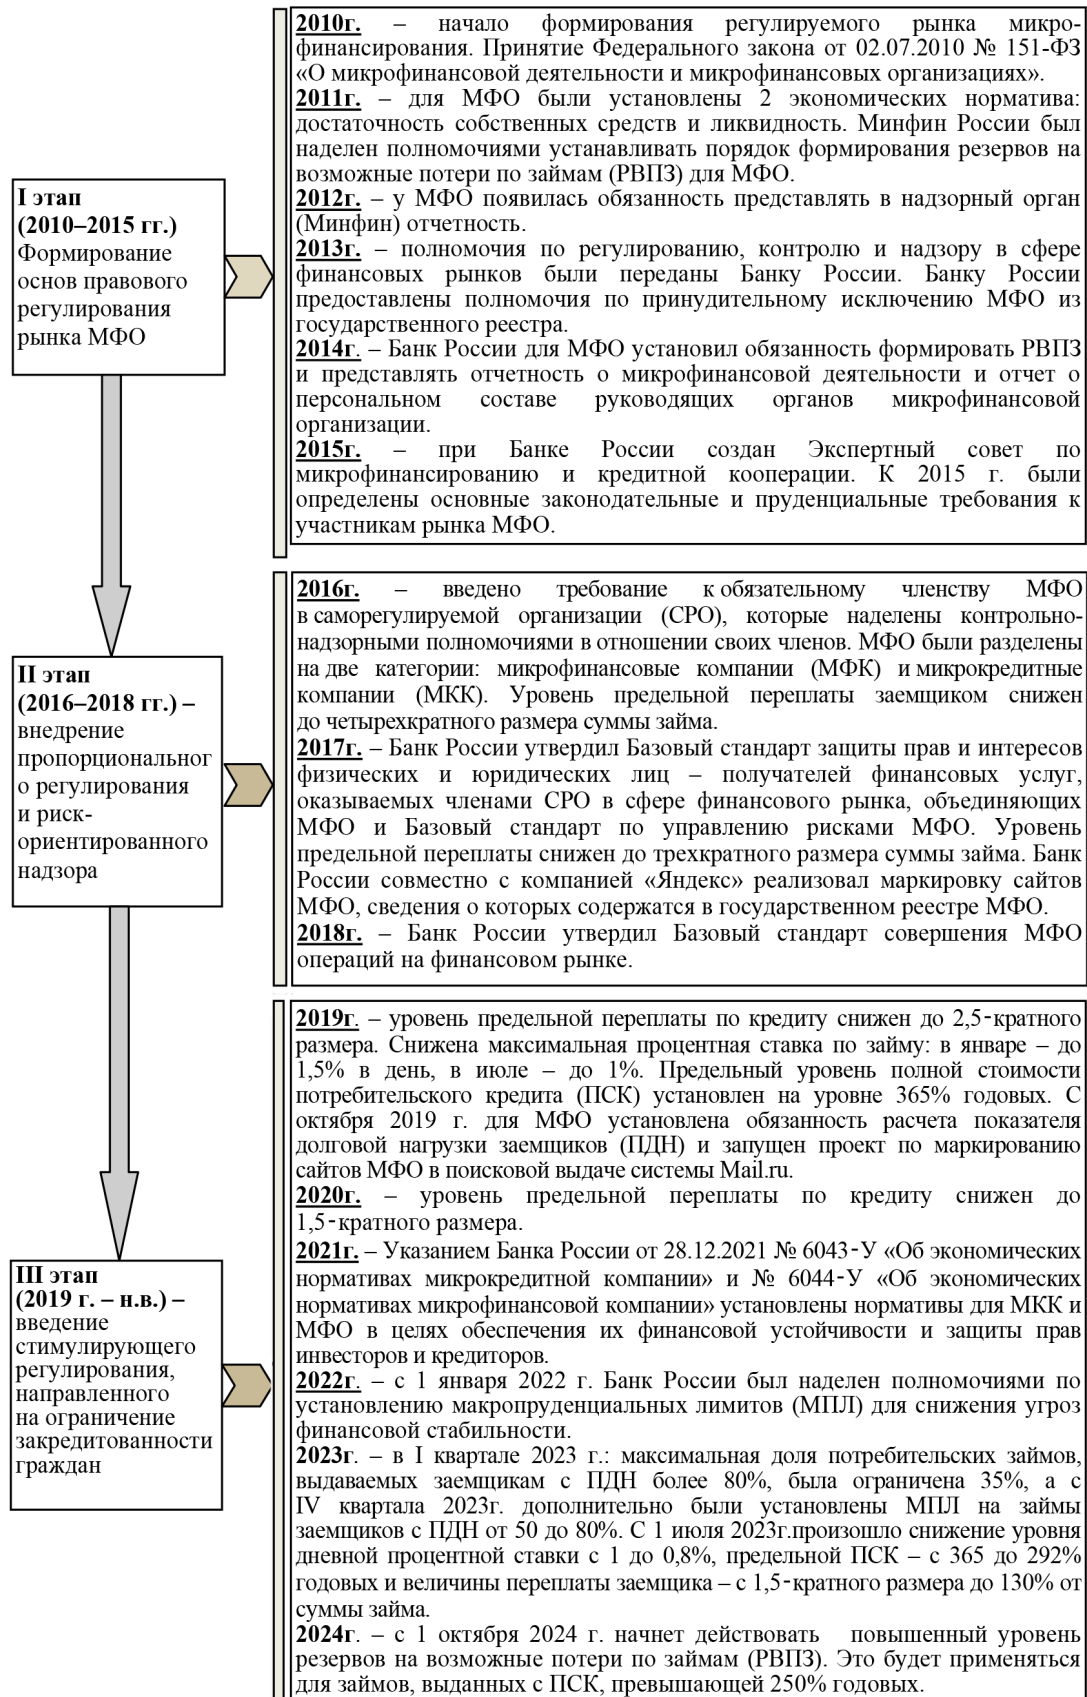 I этап
(2010–2015 гг.)
Формирование
основ правового
регулирования
рынка МФО
2010г. – начало формирования регулируемого рынка микро-
финансирования. Принятие Федерального закона от 02.07.2010 № 151-ФЗ
«О микрофинансовой деятельности и микрофинансовых организациях».
2011г. – для МФО были установлены 2 экономических норматива:
достаточность собственных средств и ликвидность. Минфин России был
наделен полномочиями устанавливать порядок формирования резервов на
возможные потери по займам (РВПЗ) для МФО.
2012г. – у МФО появилась обязанность представлять в надзорный орган
(Минфин) отчетность.
2013г. – полномочия по регулированию, контролю и надзору в сфере
финансовых рынков были переданы Банку России. Банку России
предоставлены полномочия по принудительному исключению МФО из
государственного реестра.
2014г. – Банк России для МФО установил обязанность формировать РВПЗ
и представлять отчетность о микрофинансовой деятельности и отчет о
персональном составе руководящих органов микрофинансовой
организации.
2015г. – при Банке России создан Экспертный совет по
микрофинансированию и кредитной кооперации. К 2015 г. были
определены основные законодательные и пруденциальные требования к
участникам рынка МФО.
II этап
(2016–2018 гг.) –
внедрение
пропорциональног
о регулирования
и риск-
ориентированного
надзора
2016г. – введено требование к обязательному членству МФО
в саморегулируемой организации (СРО), которые наделены контрольно-
надзорными полномочиями в отношении своих членов. МФО были разделены
на две категории: микрофинансовые компании (МФК) и микрокредитные
компании (МКК). Уровень предельной переплаты заемщиком снижен
до четырехкратного размера суммы займа.
2017г. – Банк России утвердил Базовый стандарт защиты прав и интересов
физических и юридических лиц – получателей финансовых услуг,
оказываемых членами СРО в сфере финансового рынка, объединяющих
МФО и Базовый стандарт по управлению рисками МФО. Уровень
предельной переплаты снижен до трехкратного размера суммы займа. Банк
России совместно с компанией «Яндекс» реализовал маркировку сайтов
МФО, сведения о которых содержатся в государственном реестре МФО.
2018г. – Банк России утвердил Базовый стандарт совершения МФО
операций на финансовом рынке.
III этап
(2019 г. – н.в.) –
введение
стимулирующего
регулирования,
направленного
на ограничение
закредитованности
граждан
2019г. – уровень предельной переплаты по кредиту снижен до 2,5-кратного
размера. Снижена максимальная процентная ставка по займу: в январе – до
1,5% в день, в июле – до 1%. Предельный уровень полной стоимости
потребительского кредита (ПСК) установлен на уровне 365% годовых. С
октября 2019 г. для МФО установлена обязанность расчета показателя
долговой нагрузки заемщиков (ПДН) и запущен проект по маркированию
сайтов МФО в поисковой выдаче системы Mail.ru.
2020г. – уровень предельной переплаты по кредиту снижен до
1,5-кратного размера.
2021г. – Указанием Банка России от 28.12.2021 № 6043-У «Об экономических
нормативах микрокредитной компании» и № 6044-У «Об экономических
нормативах микрофинансовой компании» установлены нормативы для МКК и
МФО в целях обеспечения их финансовой устойчивости и защиты прав
инвесторов и кредиторов.
2022г. – с 1 января 2022 г. Банк России был наделен полномочиями по
установлению макропруденциальных лимитов (МПЛ) для снижения угроз
финансовой стабильности.
2023г. – в I квартале 2023 г.: максимальная доля потребительских займов,
выдаваемых заемщикам с ПДН более 80%, была ограничена 35%, а с
IV квартала 2023г. дополнительно были установлены МПЛ на займы
заемщиков с ПДН от 50 до 80%. С 1 июля 2023г.произошло снижение уровня
дневной процентной ставки с 1 до 0,8%, предельной ПСК – с 365 до 292%
годовых и величины переплаты заемщика – с 1,5-кратного размера до 130% от
суммы займа.
2024г. – с 1 октября 2024 г. начнет действовать повышенный уровень
резервов на возможные потери по займам (РВПЗ). Это будет применяться
для займов, выданных с ПСК, превышающей 250% годовых.